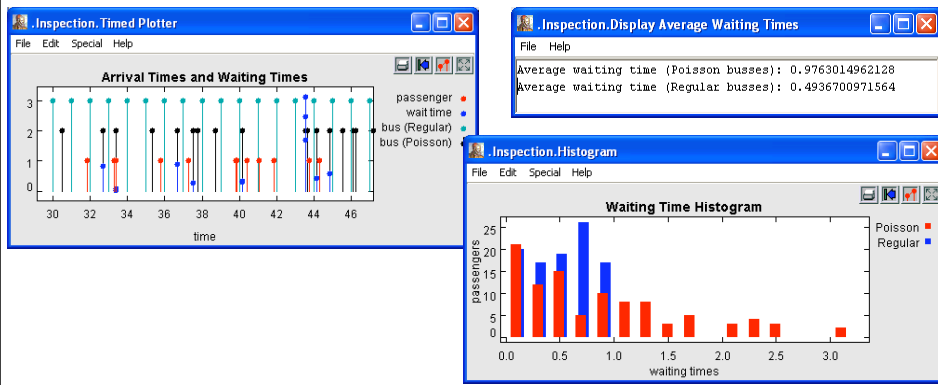 .Inspection.Timed Plotter
File Edit Special Help
Arrival Times and Waiting Times
passenger
wait time
bus (Regular)
bus (Poisson)
3
2
1
0
30 32 34 36 38 40 42 44 46
time
.Inspection.Display Average Waiting Times
File Help
Average waiting time (Poisson busses): 0.9763014962128
Average waiting time (Regular busses): 0.4936700971564
.Inspection.Histogram
File Edit Special Help
Waiting Time Histogram
Poisson
Regular
passengers
25
20
15
10
5
0
0.0 0.5 1.0 1.5 2.0 2.5 3.0
waiting times